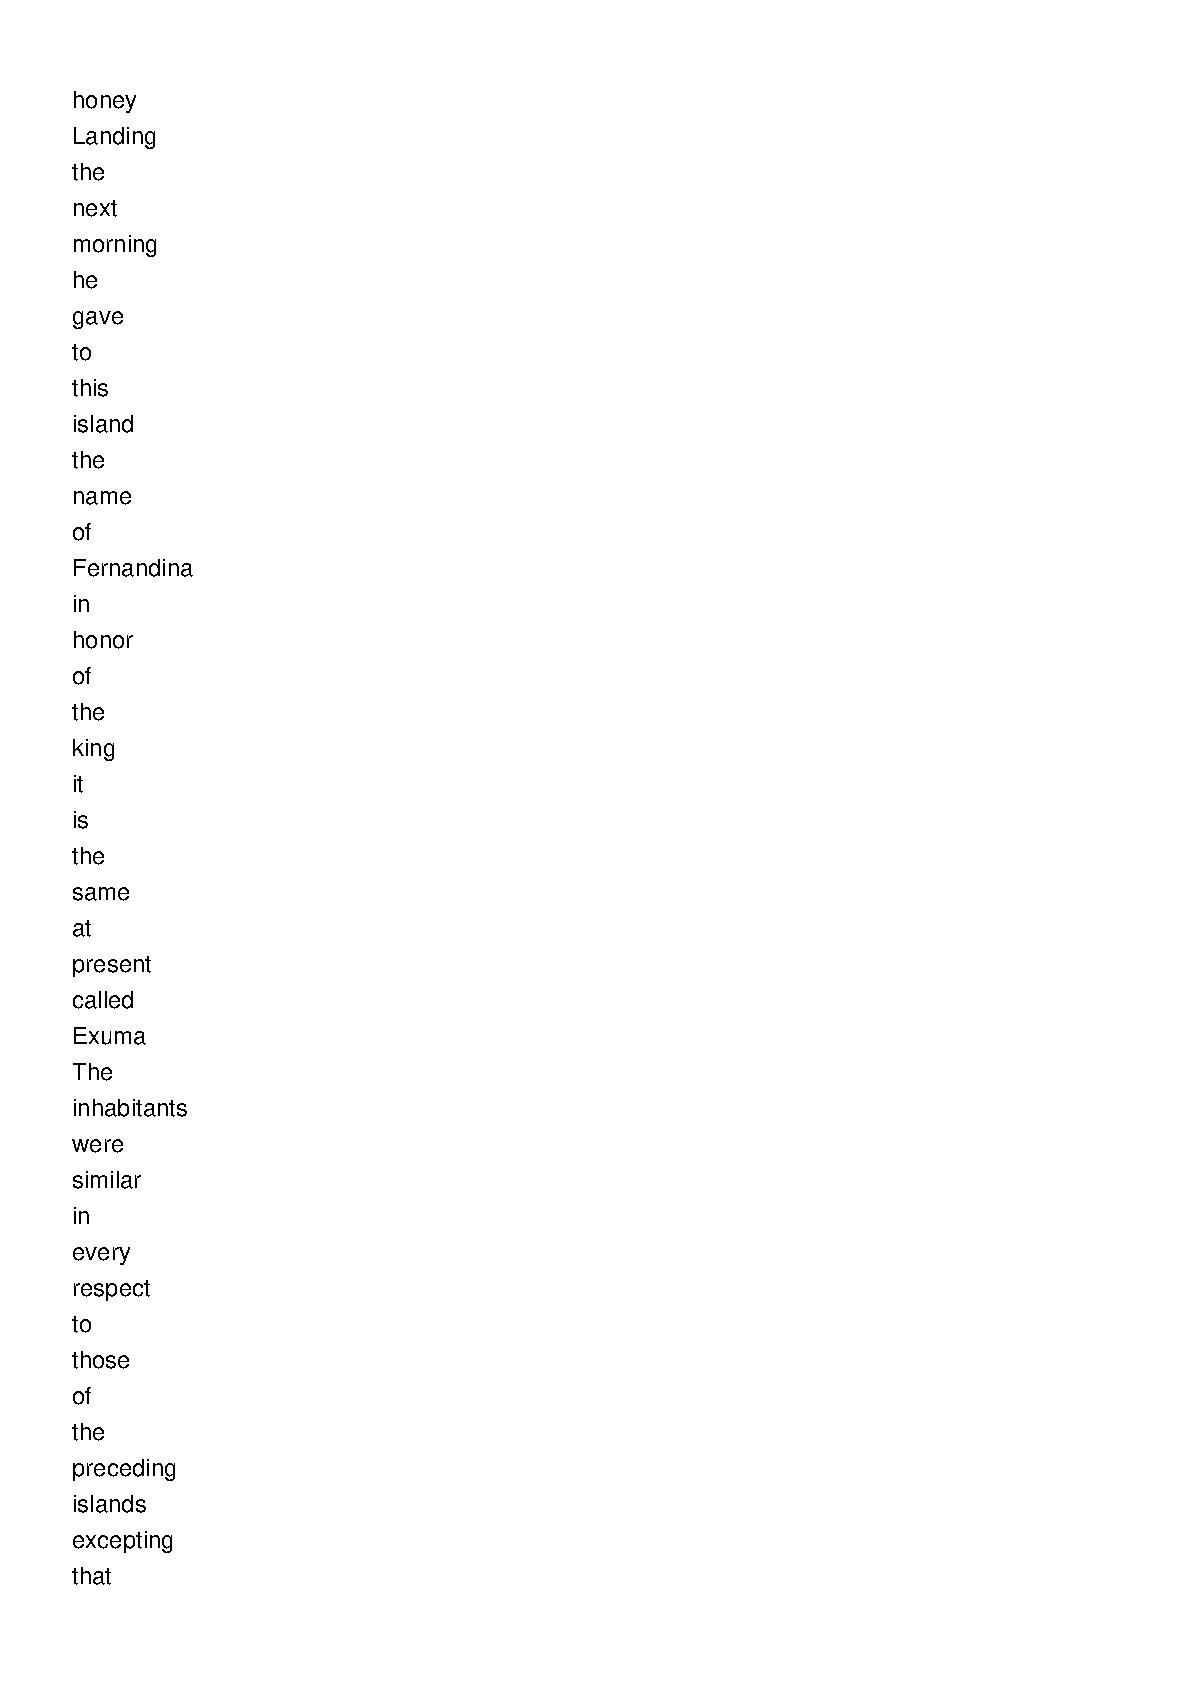 honey
Landing
the
next
morning
he
gave
to
this
island
the
name
of
Fernandina
in
honor
of
the
king
it
is
the
same
at
present
called
Exuma
The
inhabitants
were
similar
in
every
respect
to
those
of
the
preceding
islands
excepting
that